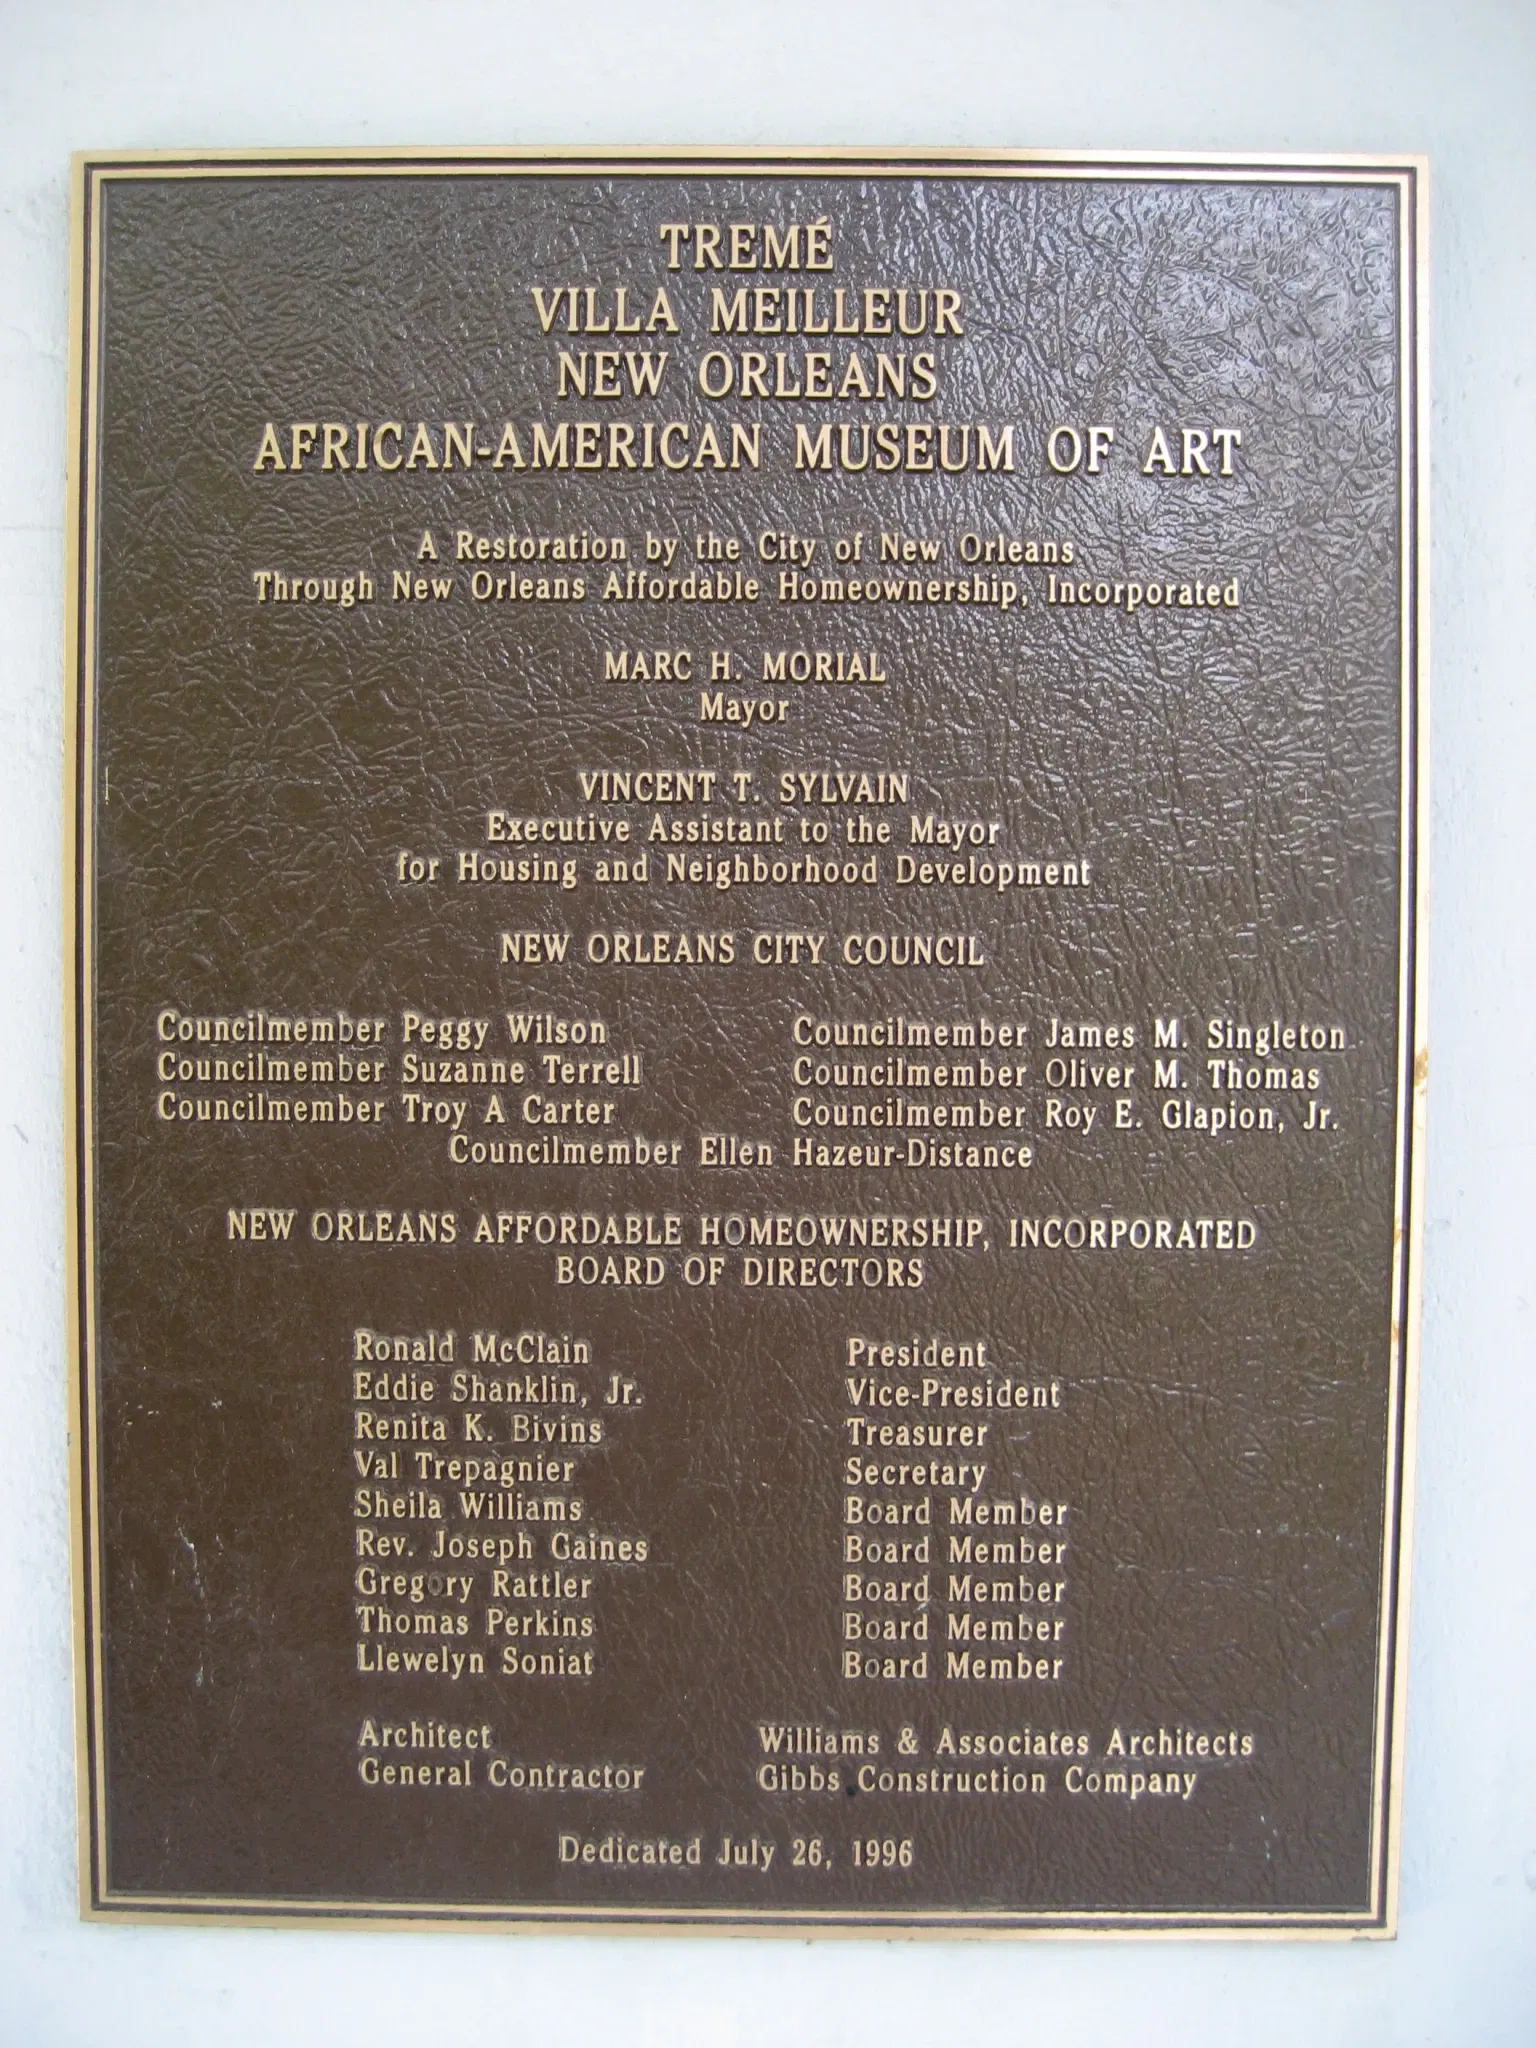 TREMÉ
VILLA MEILLEUR
NEW ORLEANS
AFRICAN-AMERICAN MUSEUM OF ART
A Restoration by the City of New Orleans
Through New Orleans Affordable Homeownership, Incorporated
MARC H. MORIAL
Mayor
VINCENT T. SYLVAIN
Executive Assistant to the Mayor
for Housing and Neighborhood Development
NEW ORLEANS CITY COUNCIL
Councilmember Peggy Wilson Councilmember James M. Singleton
Councilmember Suzanne Terrell Councilmember Oliver M. Thomas
Councilmember Troy A Carter Councilmember Roy E. Glapion, Jr.
Councilmember Ellen Hazeur-Distance
NEW ORLEANS AFFORDABLE HOMEOWNERSHIP, INCORPORATED
BOARD OF DIRECTORS
Ronald McClain President
Eddie Shanklin, Jr. Vice-President
Renita K. Bivins Treasurer
Val Trepagnier Secretary
Sheila Williams Board Member
Rev. Joseph Gaines Board Member
Gregory Rattler Board Member
Thomas Perkins Board Member
Llewelyn Soniat Board Member
Architect Williams & Associates Architects
General Contractor Gibbs Construction Company
Dedicated July 26, 1996